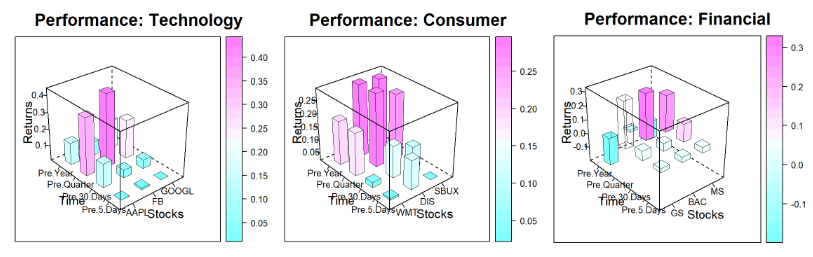 Performance: Technology
0.4
0.3
0.2
0.1
Returns
Pre.Year
Pre.Quarter
Pre.30.Days
Pre.5.Days
Time
AAPL
FB
GOOGL
Stocks
0.40
0.35
0.30
0.25
0.20
0.15
0.10
0.05
Performance: Consumer
0.25
0.20
0.15
0.10
0.05
Returns
Pre.Year
Pre.Quarter
Pre.30.Days
Pre.5.Days
Time
WMT
DIS
SBUX
Stocks
0.25
0.20
0.15
0.10
0.05
Performance: Financial
0.3
0.2
0.1
0.0
-0.1
Returns
Pre.Year
Pre.Quarter
Pre.30.Days
Pre.5.Days
Time
GS
BAC
MS
Stocks
0.3
0.2
0.1
0.0
-0.1